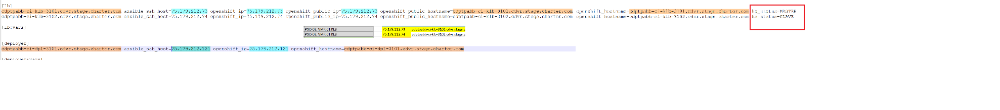 [lb]
cdptpabb-ci-klb-3101.cdvr.stage.charter.com ansible_ssh_host=75.179.212.73 openshift_ip=75.179.212.73 openshift_public_ip=75.179.212.73 openshift_public_hostname=cdptpabb-ci-klb-3101.cdvr.stage.charter.com openshift_hostname=cdptpabb-ci-klb-3101.cdvr.stage.charter.com ha_status=MASTER
cdptpabb-ci-klb-3102.cdvr.stage.charter.com ansible_ssh_host=75.179.212.74 openshift_ip=75.179.212.74 openshift_public_ip=75.179.212.74 openshift_public_hostname=cdptpabb-ci-klb-3102.cdvr.stage.charter.com openshift_hostname=cdptpabb-ci-klb-3102.cdvr.stage.charter.com ha_status=SLAVE
[lb:vars]
POD 03, VMR 01 KLB 75.179.212.73 cdptpabb-ci-klb-3101.cdvr.stage.c
POD 03, VMR 01 KLB 75.179.212.74 cdptpabb-ci-klb-3102.cdvr.stage.c
[deployer]
cdptpabb-ci-dpl-3101.cdvr.stage.charter.com ansible_ssh_host=75.179.212.121 openshift_ip=75.179.212.121 openshift_hostname=cdptpabb-ci-dpl-3101.cdvr.stage.charter.com
[deployer:vars]